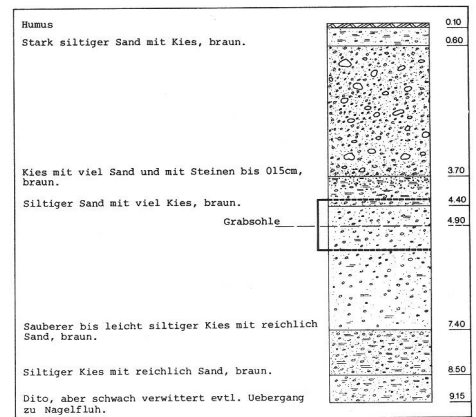 Humus
0.10
Stark siltiger Sand mit Kies, braun.
0.60
Kies mit viel Sand und mit Steinen bis Ø15cm,
braun.
3.70
Siltiger Sand mit viel Kies, braun.
4.40
Grabsohle
4.90
Sauberer bis leicht siltiger Kies mit reichlich
Sand, braun.
7.40
Siltiger Kies mit reichlich Sand, braun.
8.50
Dito, aber schwach verwittert evtl. Uebergang
zu Nagelfluh.
9.15